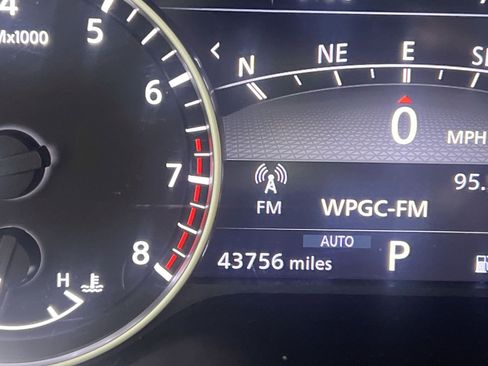 4
5
Mx1000
6
7
8
H
N NE E
0 MPH
95.
FM WPGC-FM
AUTO
43756 miles P